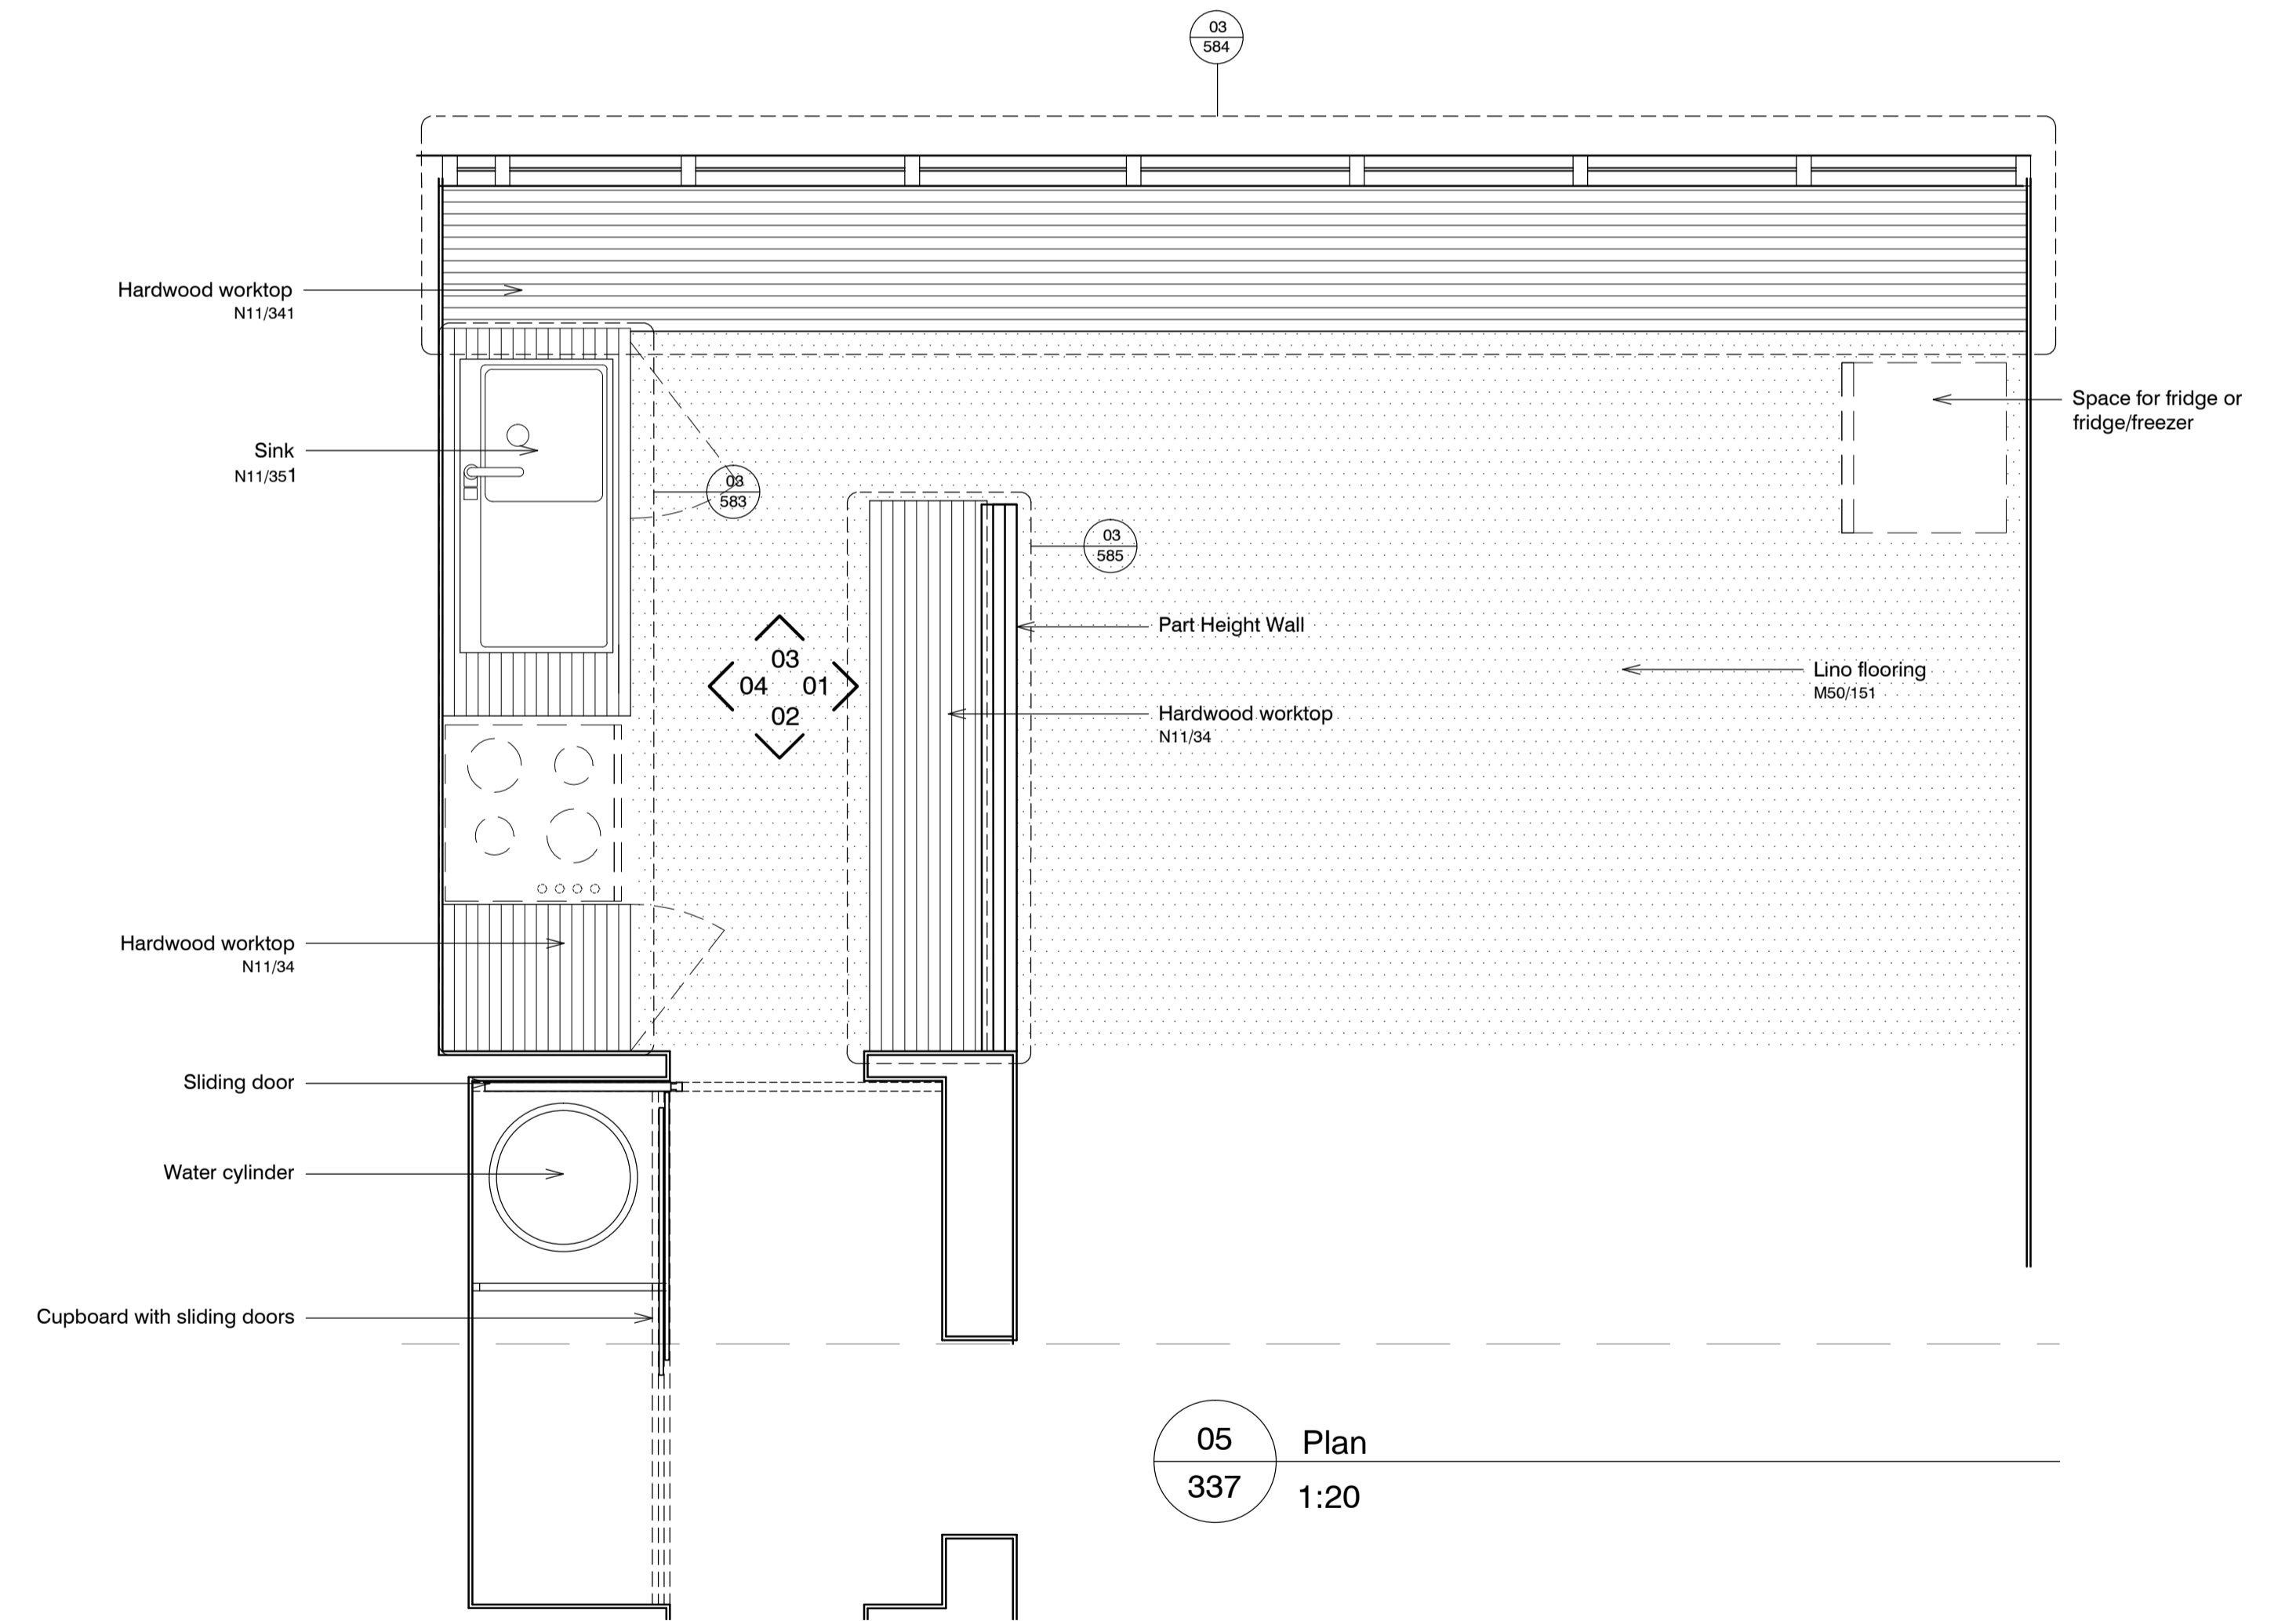 03
584
Hardwood worktop
N11/341
Space for fridge or
fridge/freezer
Sink
N11/351
03
583
03
585
Part Height Wall
03
04
01
02
Lino flooring
M50/151
Hardwood worktop
N11/34
Hardwood worktop
N11/34
Sliding door
Water cylinder
Cupboard with sliding doors
05
337
Plan
1:20